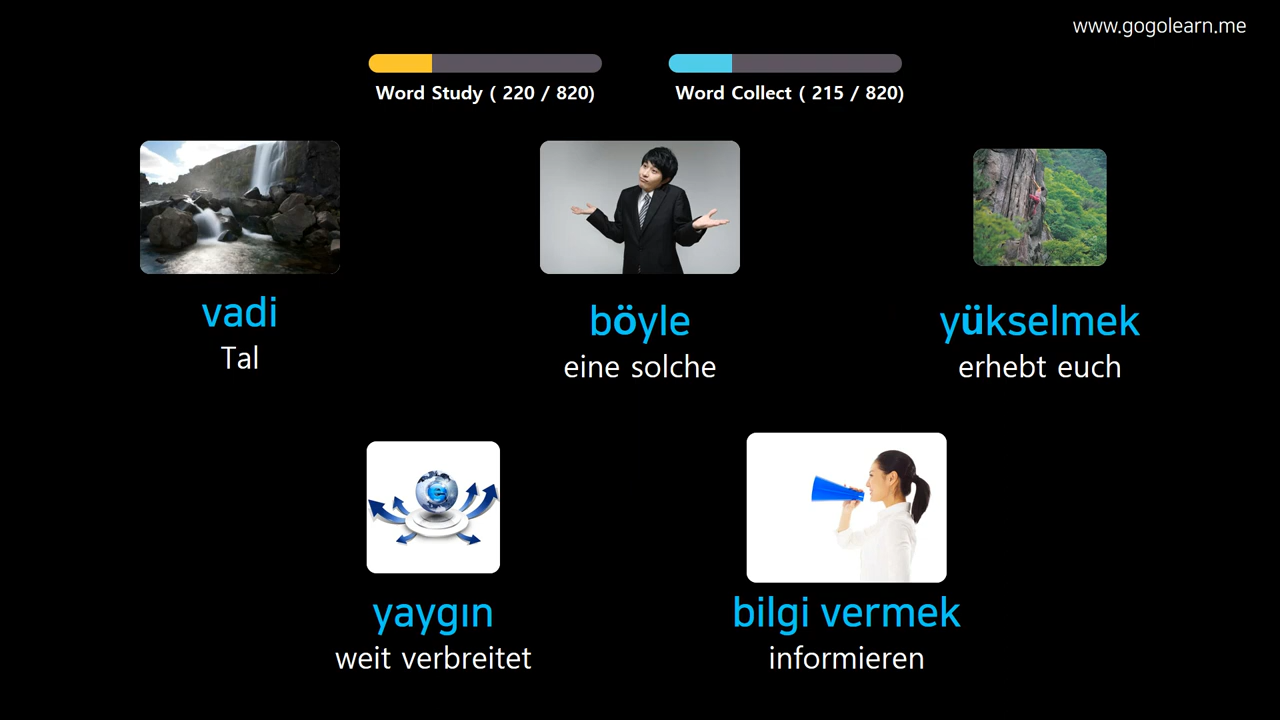 www.gogolearn.me
Word Study ( 220 / 820)
Word Collect ( 215 / 820)
vadi
Tal
böyle
eine solche
yükselmek
erhebt euch
yaygın
weit verbreitet
bilgi vermek
informieren